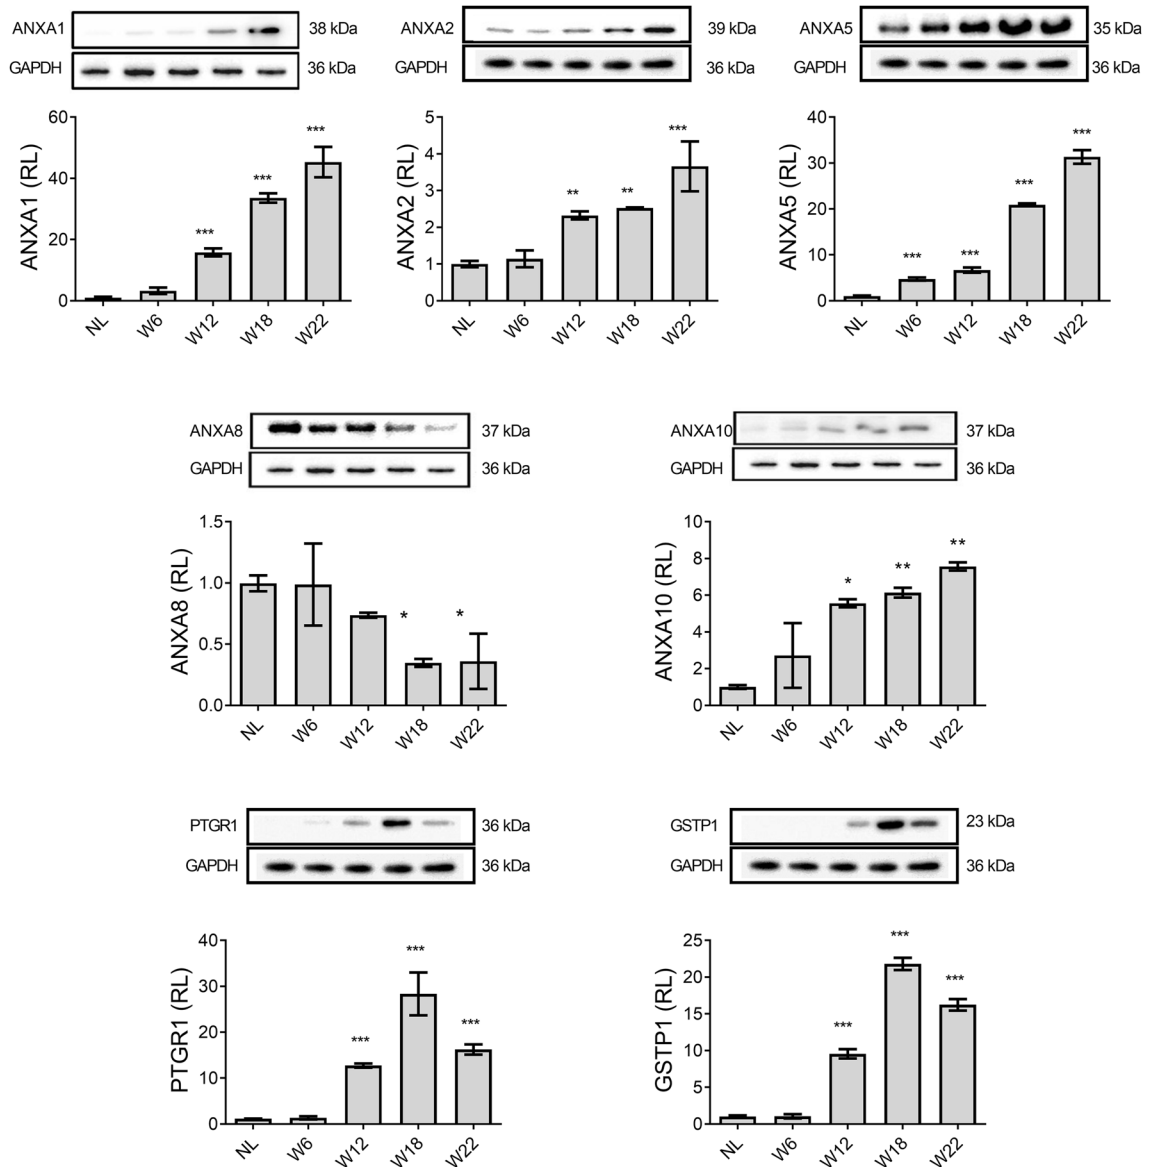 ANXA1 38 kDa ANXA2 39 kDa ANXA5 35 kDa
GAPDH 36 kDa GAPDH 36 kDa GAPDH 36 kDa
ANXA1 (RL)
60
40
20
0
*** *** ***
NL W6 W12 W18 W22
ANXA2 (RL)
5
4
3
2
1
0
** ** ***
NL W6 W12 W18 W22
ANXA5 (RL)
40
30
20
10
0
*** *** *** ***
NL W6 W12 W18 W22
ANXA8 37 kDa ANXA10 37 kDa
GAPDH 36 kDa GAPDH 36 kDa
ANXA8 (RL)
1.5
1.0
0.5
0.0
* *
NL W6 W12 W18 W22
ANXA10 (RL)
10
8
6
4
2
0
* ** **
NL W6 W12 W18 W22
PTGR1 36 kDa GSTP1 23 kDa
GAPDH 36 kDa GAPDH 36 kDa
PTGR1 (RL)
40
30
20
10
0
*** *** ***
NL W6 W12 W18 W22
GSTP1 (RL)
25
20
15
10
5
0
*** *** ***
NL W6 W12 W18 W22